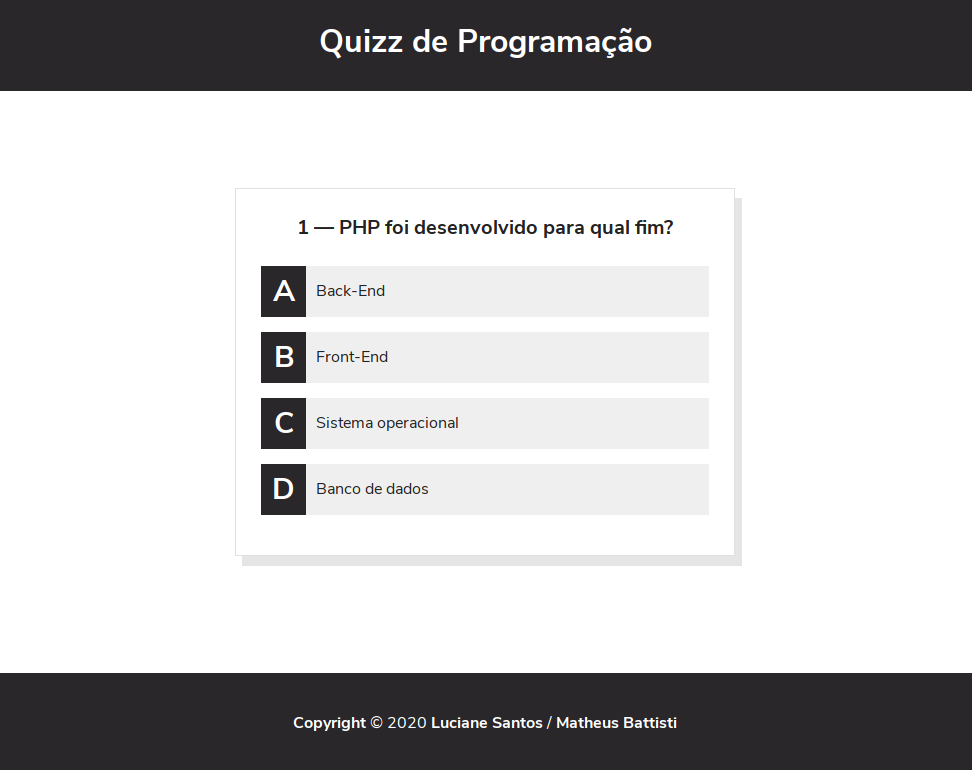 Quizz de Programação
1 — PHP foi desenvolvido para qual fim?
A Back-End
B Front-End
C Sistema operacional
D Banco de dados
Copyright © 2020 Luciane Santos / Matheus Battisti